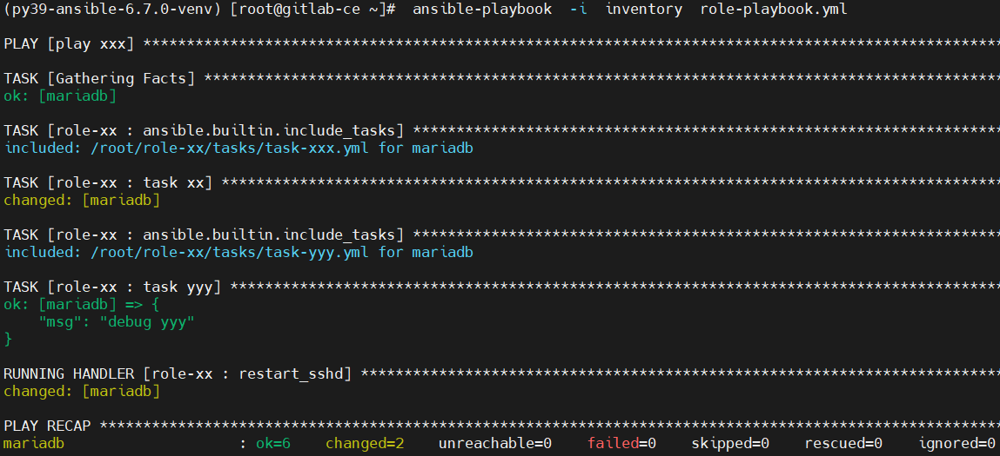 (py39-ansible-6.7.0-venv) [root@gitlab-ce ~]#  ansible-playbook  -i  inventory  role-playbook.yml
PLAY [play xxx] ***************************************************************************************************
TASK [Gathering Facts] ********************************************************************************************
ok: [mariadb]
TASK [role-xx : ansible.builtin.include_tasks] ********************************************************************
included: /root/role-xx/tasks/task-xxx.yml for mariadb
TASK [role-xx : task xx] ******************************************************************************************
changed: [mariadb]
TASK [role-xx : ansible.builtin.include_tasks] ********************************************************************
included: /root/role-xx/tasks/task-yyy.yml for mariadb
TASK [role-xx : task yyy] *****************************************************************************************
ok: [mariadb] => {
    "msg": "debug yyy"
}
RUNNING HANDLER [role-xx : restart_sshd] **************************************************************************
changed: [mariadb]
PLAY RECAP ********************************************************************************************************
mariadb                    : ok=6    changed=2    unreachable=0    failed=0    skipped=0    rescued=0    ignored=0